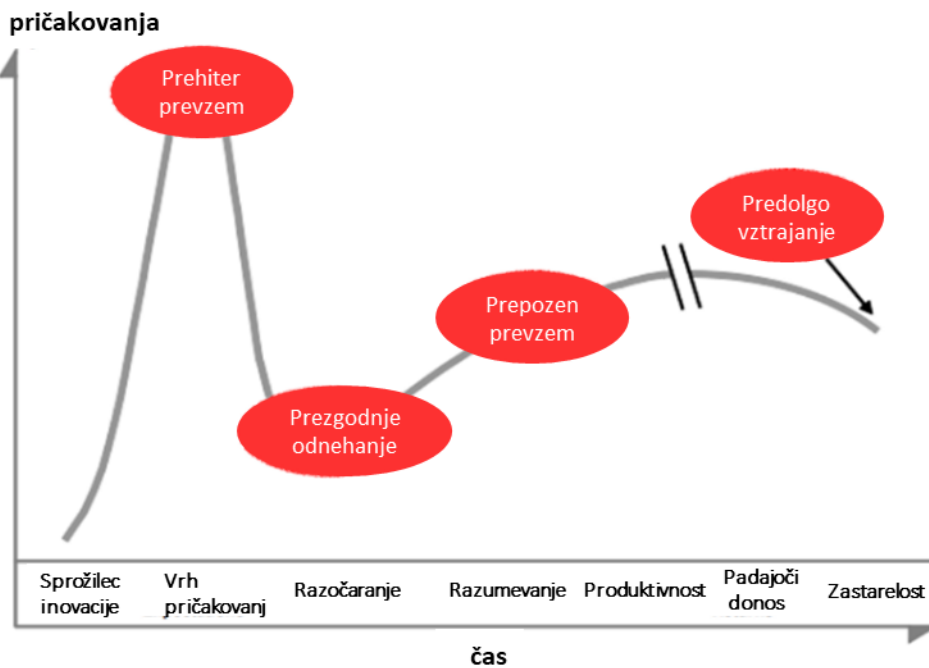 pričakovanja
Prehiter
prevzem
Predolgo
vztrajanje
Prepozen
prevzem
Prezgodnje
odnehanje
Sprožilec
inovacije
Vrh
pričakovanj
Razočaranje
Razumevanje
Produktivnost
Padajoči
donos
Zastarelost
čas